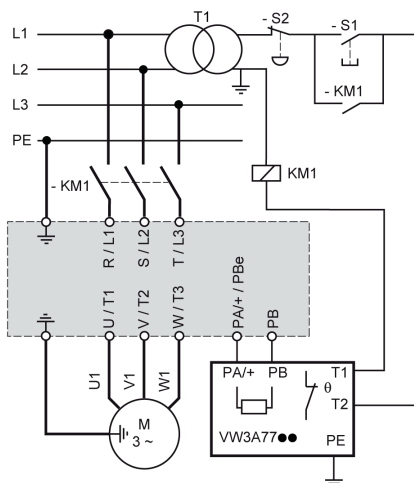 T1
L1
- S2
- S1
L2
- KM1
L3
PE
KM1
- KM1
R / L1
S / L2
T / L3
U / T1
V / T2
W / T3
PA/+ / PBe
PB
U1
V1
W1
PA/+ PB
T1
θ
T2
M
3 ~
VW3A77●●
PE